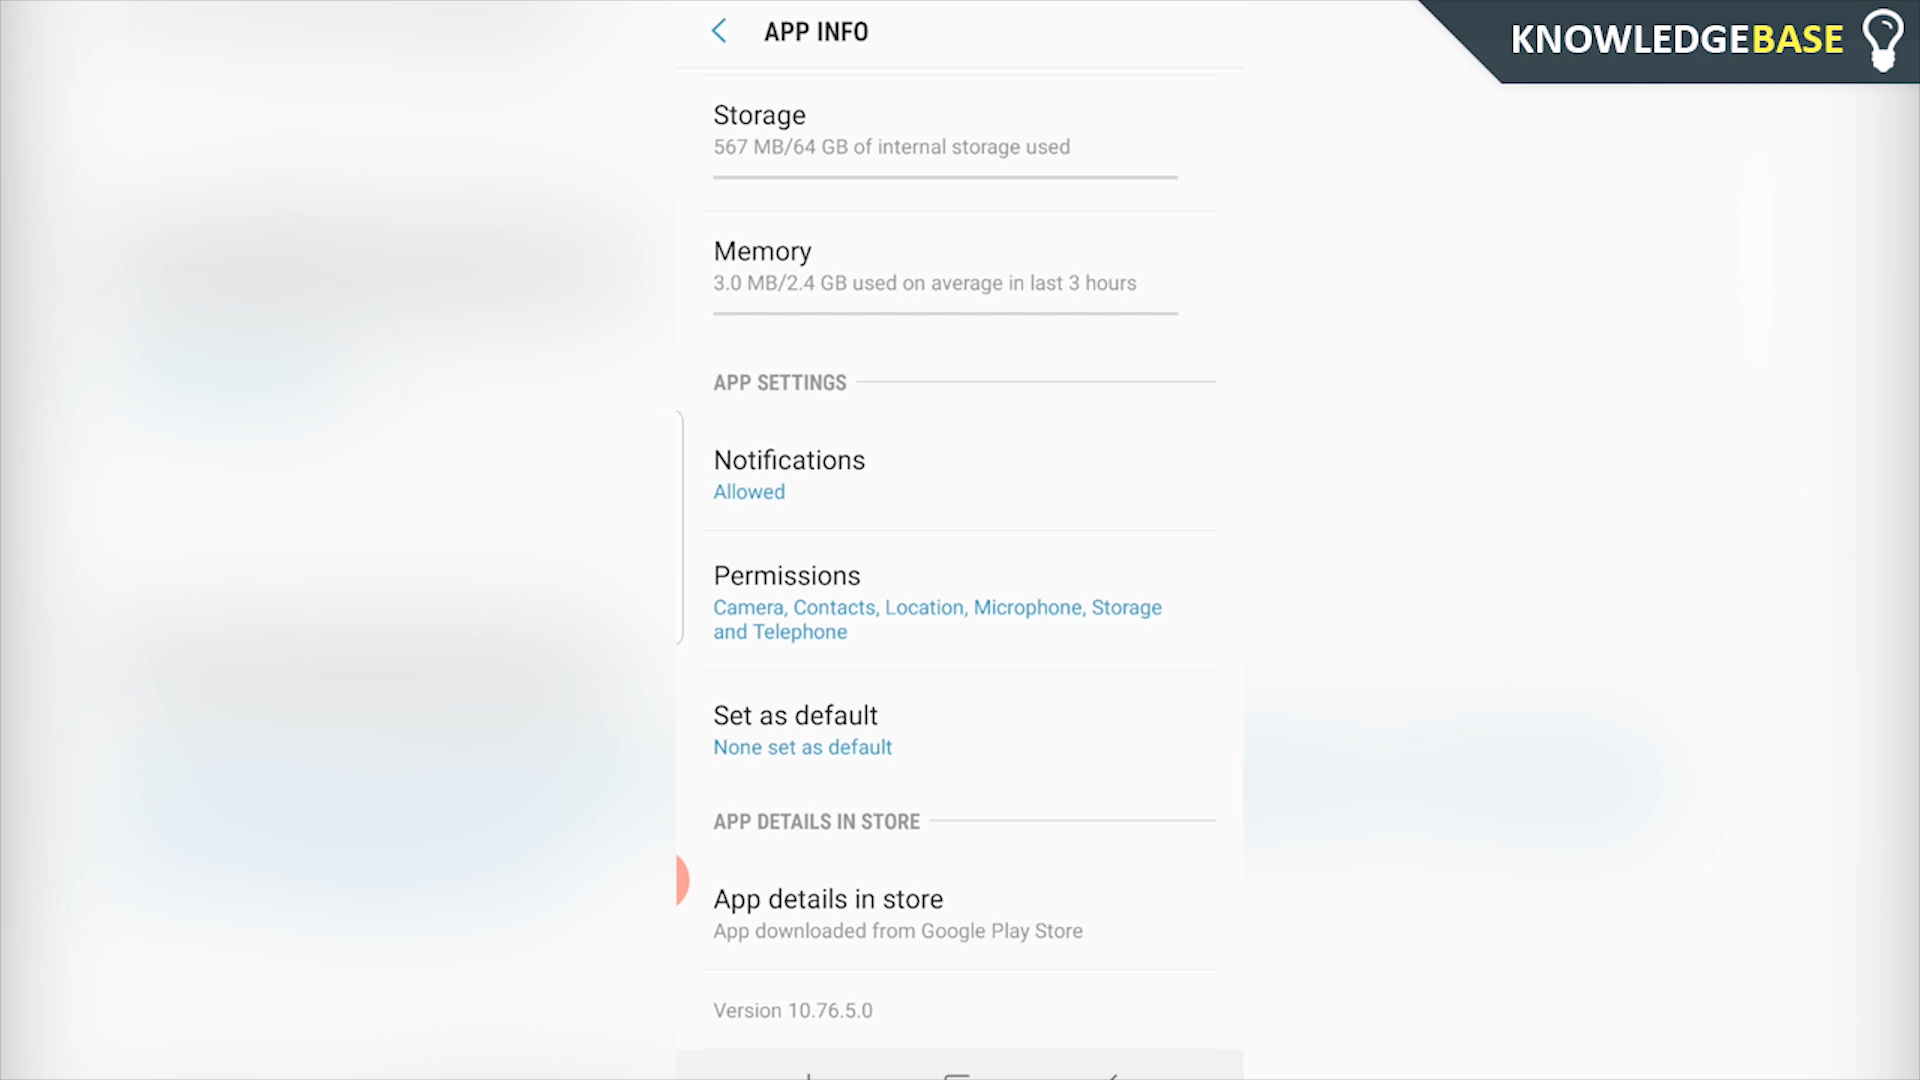 APP INFO
KNOWLEDGEBASE
Storage
567 MB/64 GB of internal storage used
Memory
3.0 MB/2.4 GB used on average in last 3 hours
APP SETTINGS
Notifications
Allowed
Permissions
Camera, Contacts, Location, Microphone, Storage
and Telephone
Set as default
None set as default
APP DETAILS IN STORE
App details in store
App downloaded from Google Play Store
Version 10.76.5.0